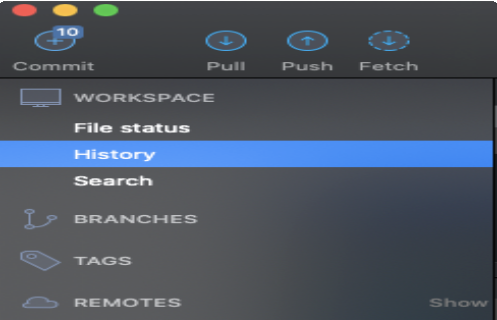 10
Commit Pull Push Fetch
WORKSPACE
File status
History
Search
BRANCHES
TAGS
REMOTES Show